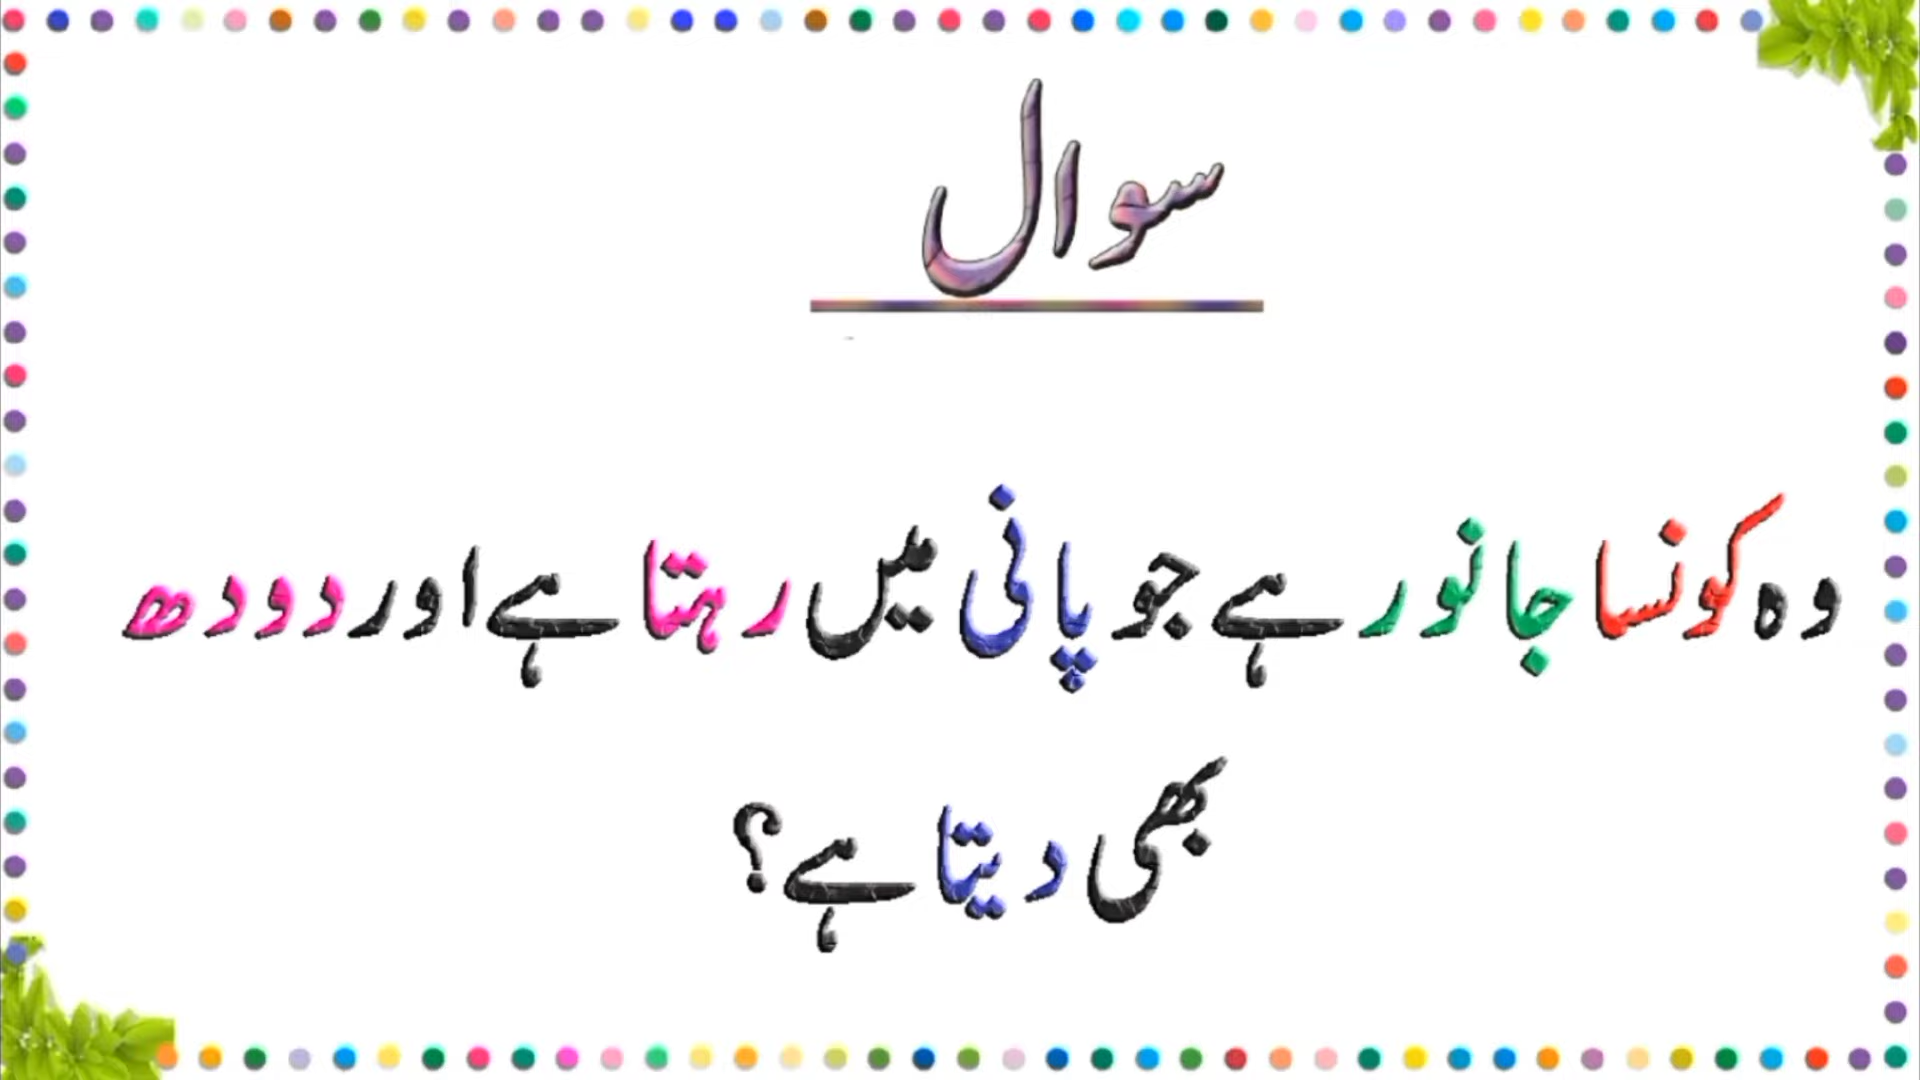 سوال
وہ کونسا جانور ہے جو پانی میں رہتا ہے اور دودھ
بھی دیتا ہے؟